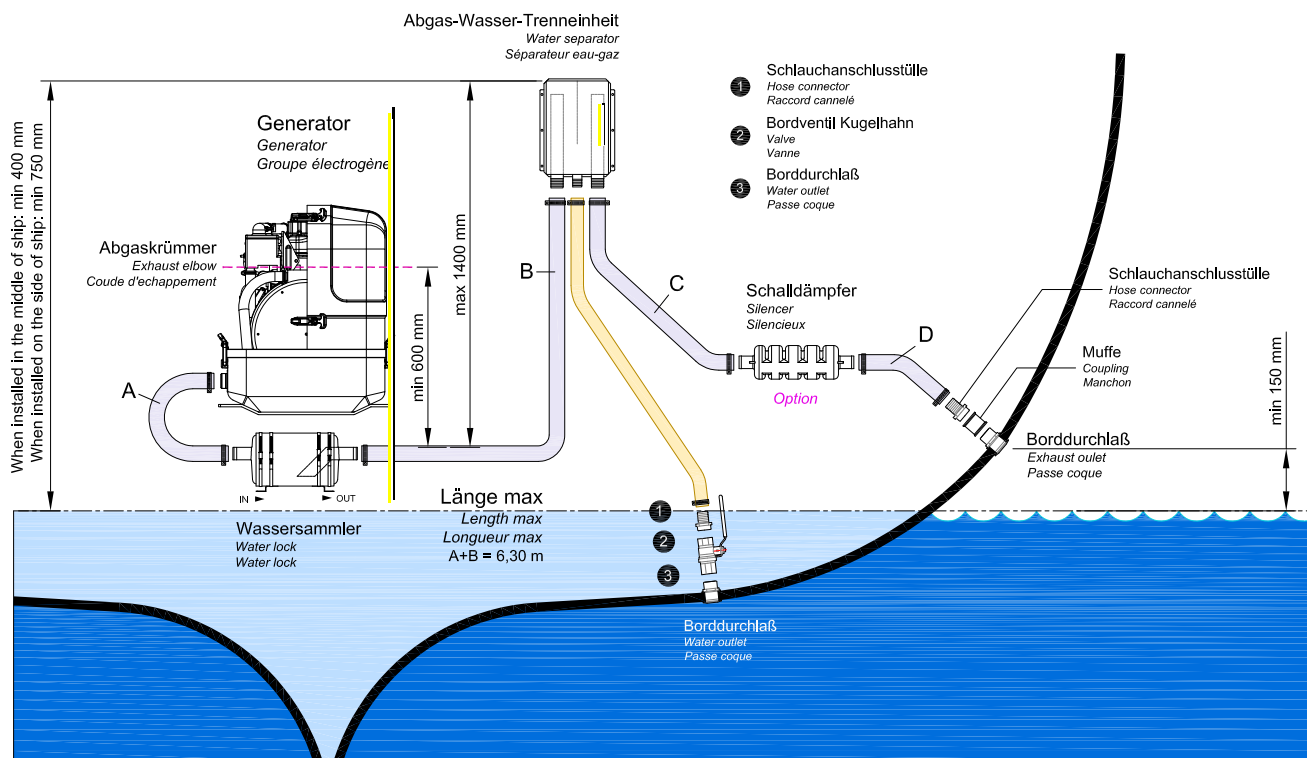 Abgas-Wasser-Trenneinheit
Water separator
Séparateur eau-gaz
When installed in the middle of ship: min 400 mm
When installed on the side of ship: min 750 mm
Generator
Generator
Groupe électrogène
Abgaskrümmer
Exhaust elbow
Coude d'echappement
max 1400 mm
min 600 mm
A
B
C
D
1
Schlauchanschlusstülle
Hose connector
Raccord cannelé
2
Bordventil Kugelhahn
Valve
Vanne
3
Borddurchlaß
Water outlet
Passe coque
Schalldämpfer
Silencer
Silencieux
Option
Schlauchanschlusstülle
Hose connector
Raccord cannelé
Muffe
Coupling
Manchon
min 150 mm
Borddurchlaß
Exhaust oulet
Passe coque
IN
OUT
Wassersammler
Water lock
Water lock
Länge max
Length max
Longueur max
A+B = 6,30 m
1
2
3
Borddurchlaß
Water outlet
Passe coque